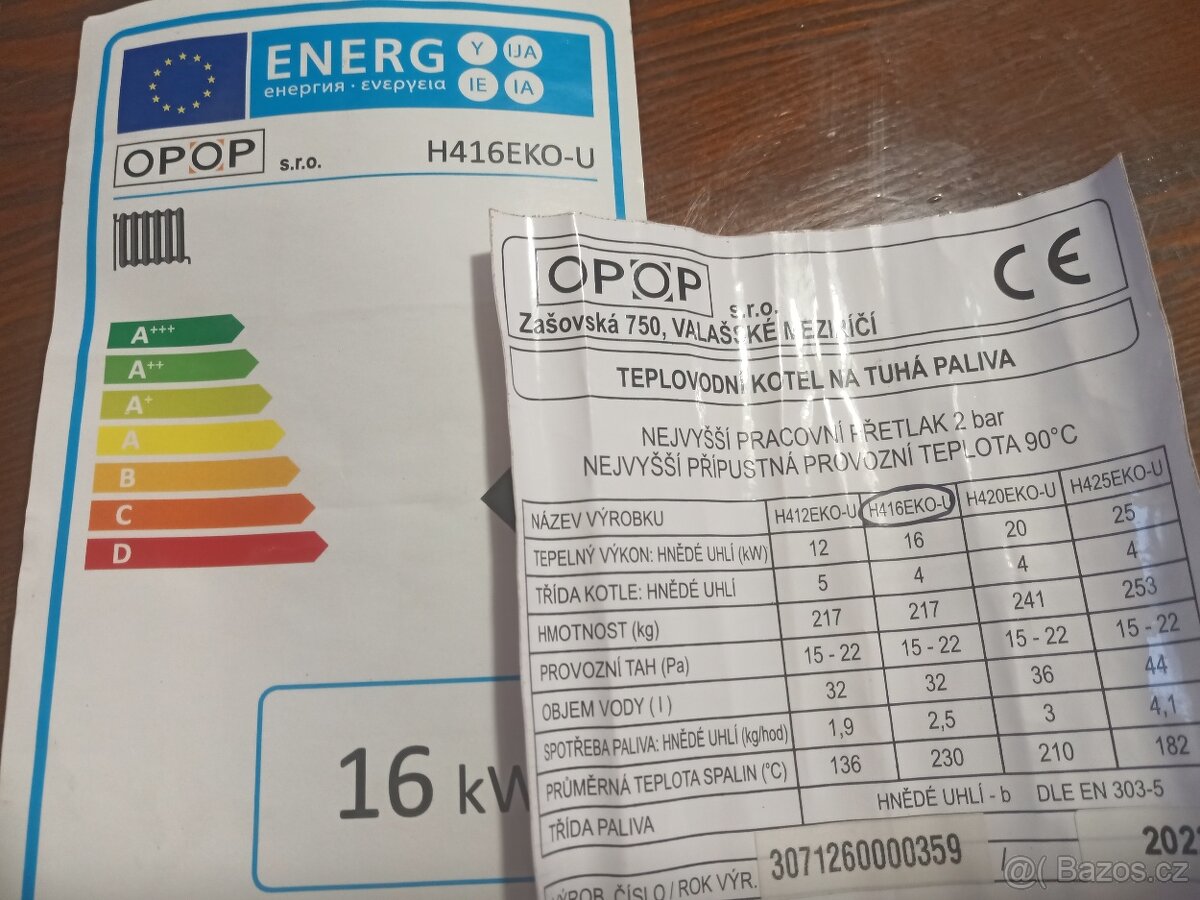 ENERG Y IJA
енергия · ενεργεια IE IA
OPOP s.r.o. H416EKO-U
A+++
A++
A+
A
B
C
D
16 kW
OPOP s.r.o. CE
Zašovská 750, VALAŠSKÉ MEZIŘÍČÍ
TEPLOVODNÍ KOTEL NA TUHÁ PALIVA
NEJVYŠŠÍ PRACOVNÍ PŘETLAK 2 bar
NEJVYŠŠÍ PŘÍPUSTNÁ PROVOZNÍ TEPLOTA 90°C
NÁZEV VÝROBKU H412EKO-U H416EKO-U H420EKO-U H425EKO-U
TEPELNÝ VÝKON: HNĚDÉ UHLÍ (kW) 12 16 20 25
TŘÍDA KOTLE: HNĚDÉ UHLÍ 5 4 4 4
HMOTNOST (kg) 217 217 241 253
PROVOZNÍ TAH (Pa) 15 - 22 15 - 22 15 - 22 15 - 22
OBJEM VODY ( l ) 32 32 36 44
SPOTŘEBA PALIVA: HNĚDÉ UHLÍ (kg/hod) 1,9 2,5 3 4,1
PRŮMĚRNÁ TEPLOTA SPALIN (°C) 136 230 210 182
TŘÍDA PALIVA HNĚDÉ UHLÍ - b DLE EN 303-5
VÝROB. ČÍSLO / ROK VÝR. 3071260000359 / 202
@( Bazos.cz